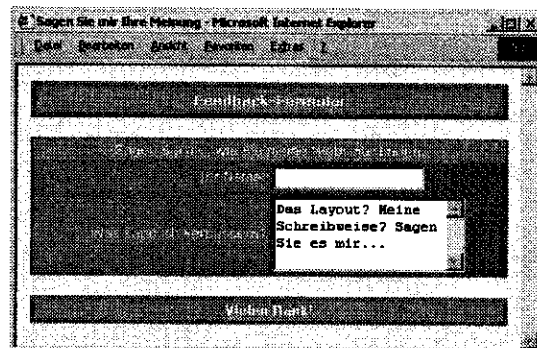 Sagen Sie mir Ihre Meinung - Microsoft Internet Explorer
Datei Bearbeiten Ansicht Favoriten Extras ?
Feedback-Formular
Ihr Name:
Das Layout? Meine
Schreibweise? Sagen
Sie es mir...
Vielen Dank!